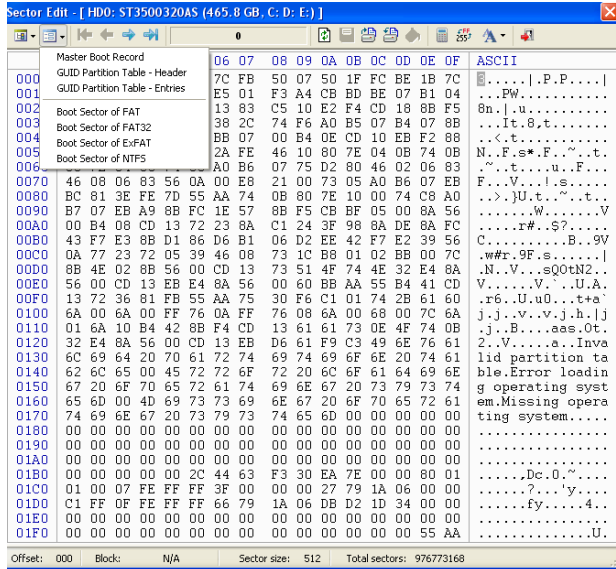 Sector Edit - [ HD0: ST3500320AS (465.8 GB, C: D: E:) ]
0
Master Boot Record
GUID Partition Table - Header
GUID Partition Table - Entries
Boot Sector of FAT
Boot Sector of FAT32
Boot Sector of ExFAT
Boot Sector of NTFS
06 07 08 09 0A 0B 0C 0D 0E 0F ASCII
000 7C FB 50 07 50 1F FC BE 1B 7C 3.....|.P.P....|
001 E5 01 F3 A4 CB BD BE 07 B1 04 ...PW...........
002 13 83 C5 10 E2 F4 CD 18 8B F5 8n.|.u..........
003 38 2C 74 F6 A0 B5 07 B4 07 8B ...It.8,t.......
004 BB 07 00 B4 0E CD 10 EB F2 88 ..<.t...........
005 2A FE 46 10 80 7E 04 0B 74 0B N..F.s*.F..~..t.
A0 B6 07 75 D2 80 46 02 06 83 .~..t....u..F...
0070 46 08 06 83 56 0A 00 E8 21 00 73 05 A0 B6 07 EB F...V...!.s.....
0080 BC 81 3E FE 7D 55 AA 74 0B 80 7E 10 00 74 C8 A0 ..>.}U.t..~..t..
0090 B7 07 EB A9 8B FC 1E 57 8B F5 CB BF 05 00 8A 56 .......W.......V
00A0 00 B4 08 CD 13 72 23 8A C1 24 3F 98 8A DE 8A FC .....r#..$?.....
00B0 43 F7 E3 8B D1 86 D6 B1 06 D2 EE 42 F7 E2 39 56 C..........B..9V
00C0 0A 77 23 72 05 39 46 08 73 1C B8 01 02 BB 00 7C .w#r.9F.s......|
00D0 8B 4E 02 8B 56 00 CD 13 73 51 4F 74 4E 32 E4 8A .N..V...sQOtN2..
00E0 56 00 CD 13 EB E4 8A 56 00 60 BB AA 55 B4 41 CD V......V.`..U.A.
00F0 13 72 36 81 FB 55 AA 75 30 F6 C1 01 74 2B 61 60 .r6..U.u0...t+a`
0100 6A 00 6A 00 FF 76 0A FF 76 08 6A 00 68 00 7C 6A j.j..v..v.j.h.|j
0110 01 6A 10 B4 42 8B F4 CD 13 61 61 73 0E 4F 74 0B .j..B....aas.Ot.
0120 32 E4 8A 56 00 CD 13 EB D6 61 F9 C3 49 6E 76 61 2..V.....a..Inva
0130 6C 69 64 20 70 61 72 74 69 74 69 6F 6E 20 74 61 lid partition ta
0140 62 6C 65 00 45 72 72 6F 72 20 6C 6F 61 64 69 6E ble.Error loadin
0150 67 20 6F 70 65 72 61 74 69 6E 67 20 73 79 73 74 g operating syst
0160 65 6D 00 4D 69 73 73 69 6E 67 20 6F 70 65 72 61 em.Missing opera
0170 74 69 6E 67 20 73 79 73 74 65 6D 00 00 00 00 00 ting system.....
0180 00 00 00 00 00 00 00 00 00 00 00 00 00 00 00 00 ................
0190 00 00 00 00 00 00 00 00 00 00 00 00 00 00 00 00 ................
01A0 00 00 00 00 00 00 00 00 00 00 00 00 00 00 00 00 ................
01B0 00 00 00 00 00 2C 44 63 F3 30 EA 7E 00 00 80 01 .....,Dc.0.~....
01C0 01 00 07 FE FF FF 3F 00 00 00 27 79 1A 06 00 00 ......?...'y....
01D0 C1 FF 0F FE FF FF 66 79 1A 06 DB D2 1D 34 00 00 ......fy.....4..
01E0 00 00 00 00 00 00 00 00 00 00 00 00 00 00 00 00 ................
01F0 00 00 00 00 00 00 00 00 00 00 00 00 00 00 55 AA ..............U.
Offset: 000 Block: N/A Sector size: 512 Total sectors: 976773168